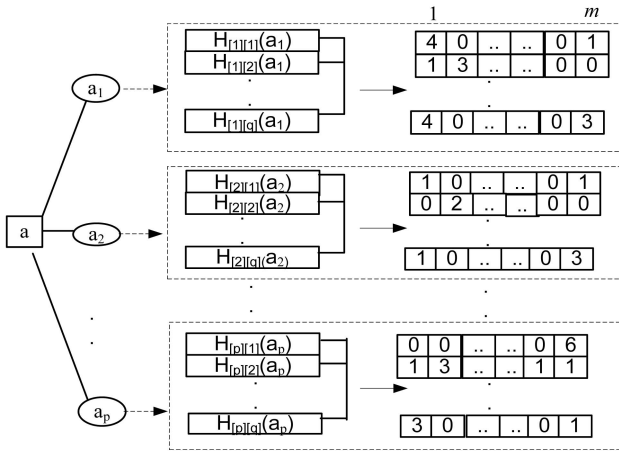 1 m
H[1][1](a1)
H[1][2](a1)
.
H[1][q](a1)
4 0 .. .. 0 1
1 3 .. .. 0 0
.
4 0 .. .. 0 3
a1
H[2][1](a2)
H[2][2](a2)
.
H[2][q](a2)
1 0 .. .. 0 1
0 2 .. .. 0 0
.
1 0 .. .. 0 3
a
a2
. . .
. . .
H[p][1](ap)
H[p][2](ap)
.
H[p][q](ap)
0 0 .. .. 0 6
1 3 .. .. 1 1
.
3 0 .. .. 0 1
ap